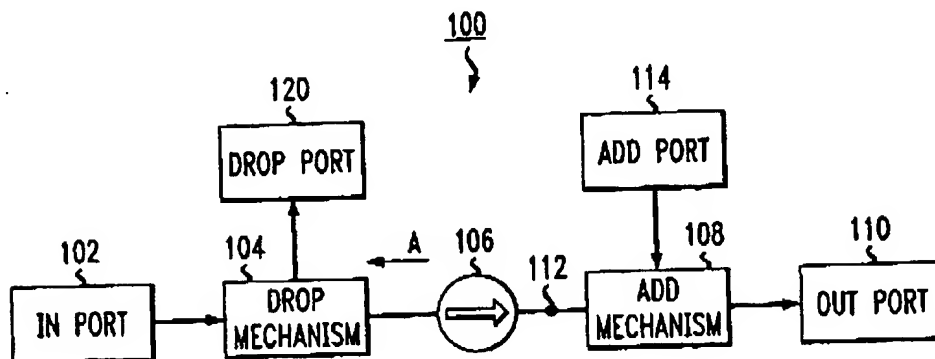 100
120
DROP PORT
114
ADD PORT
102
IN PORT
104
DROP
MECHANISM
A
106
112
108
ADD
MECHANISM
110
OUT PORT